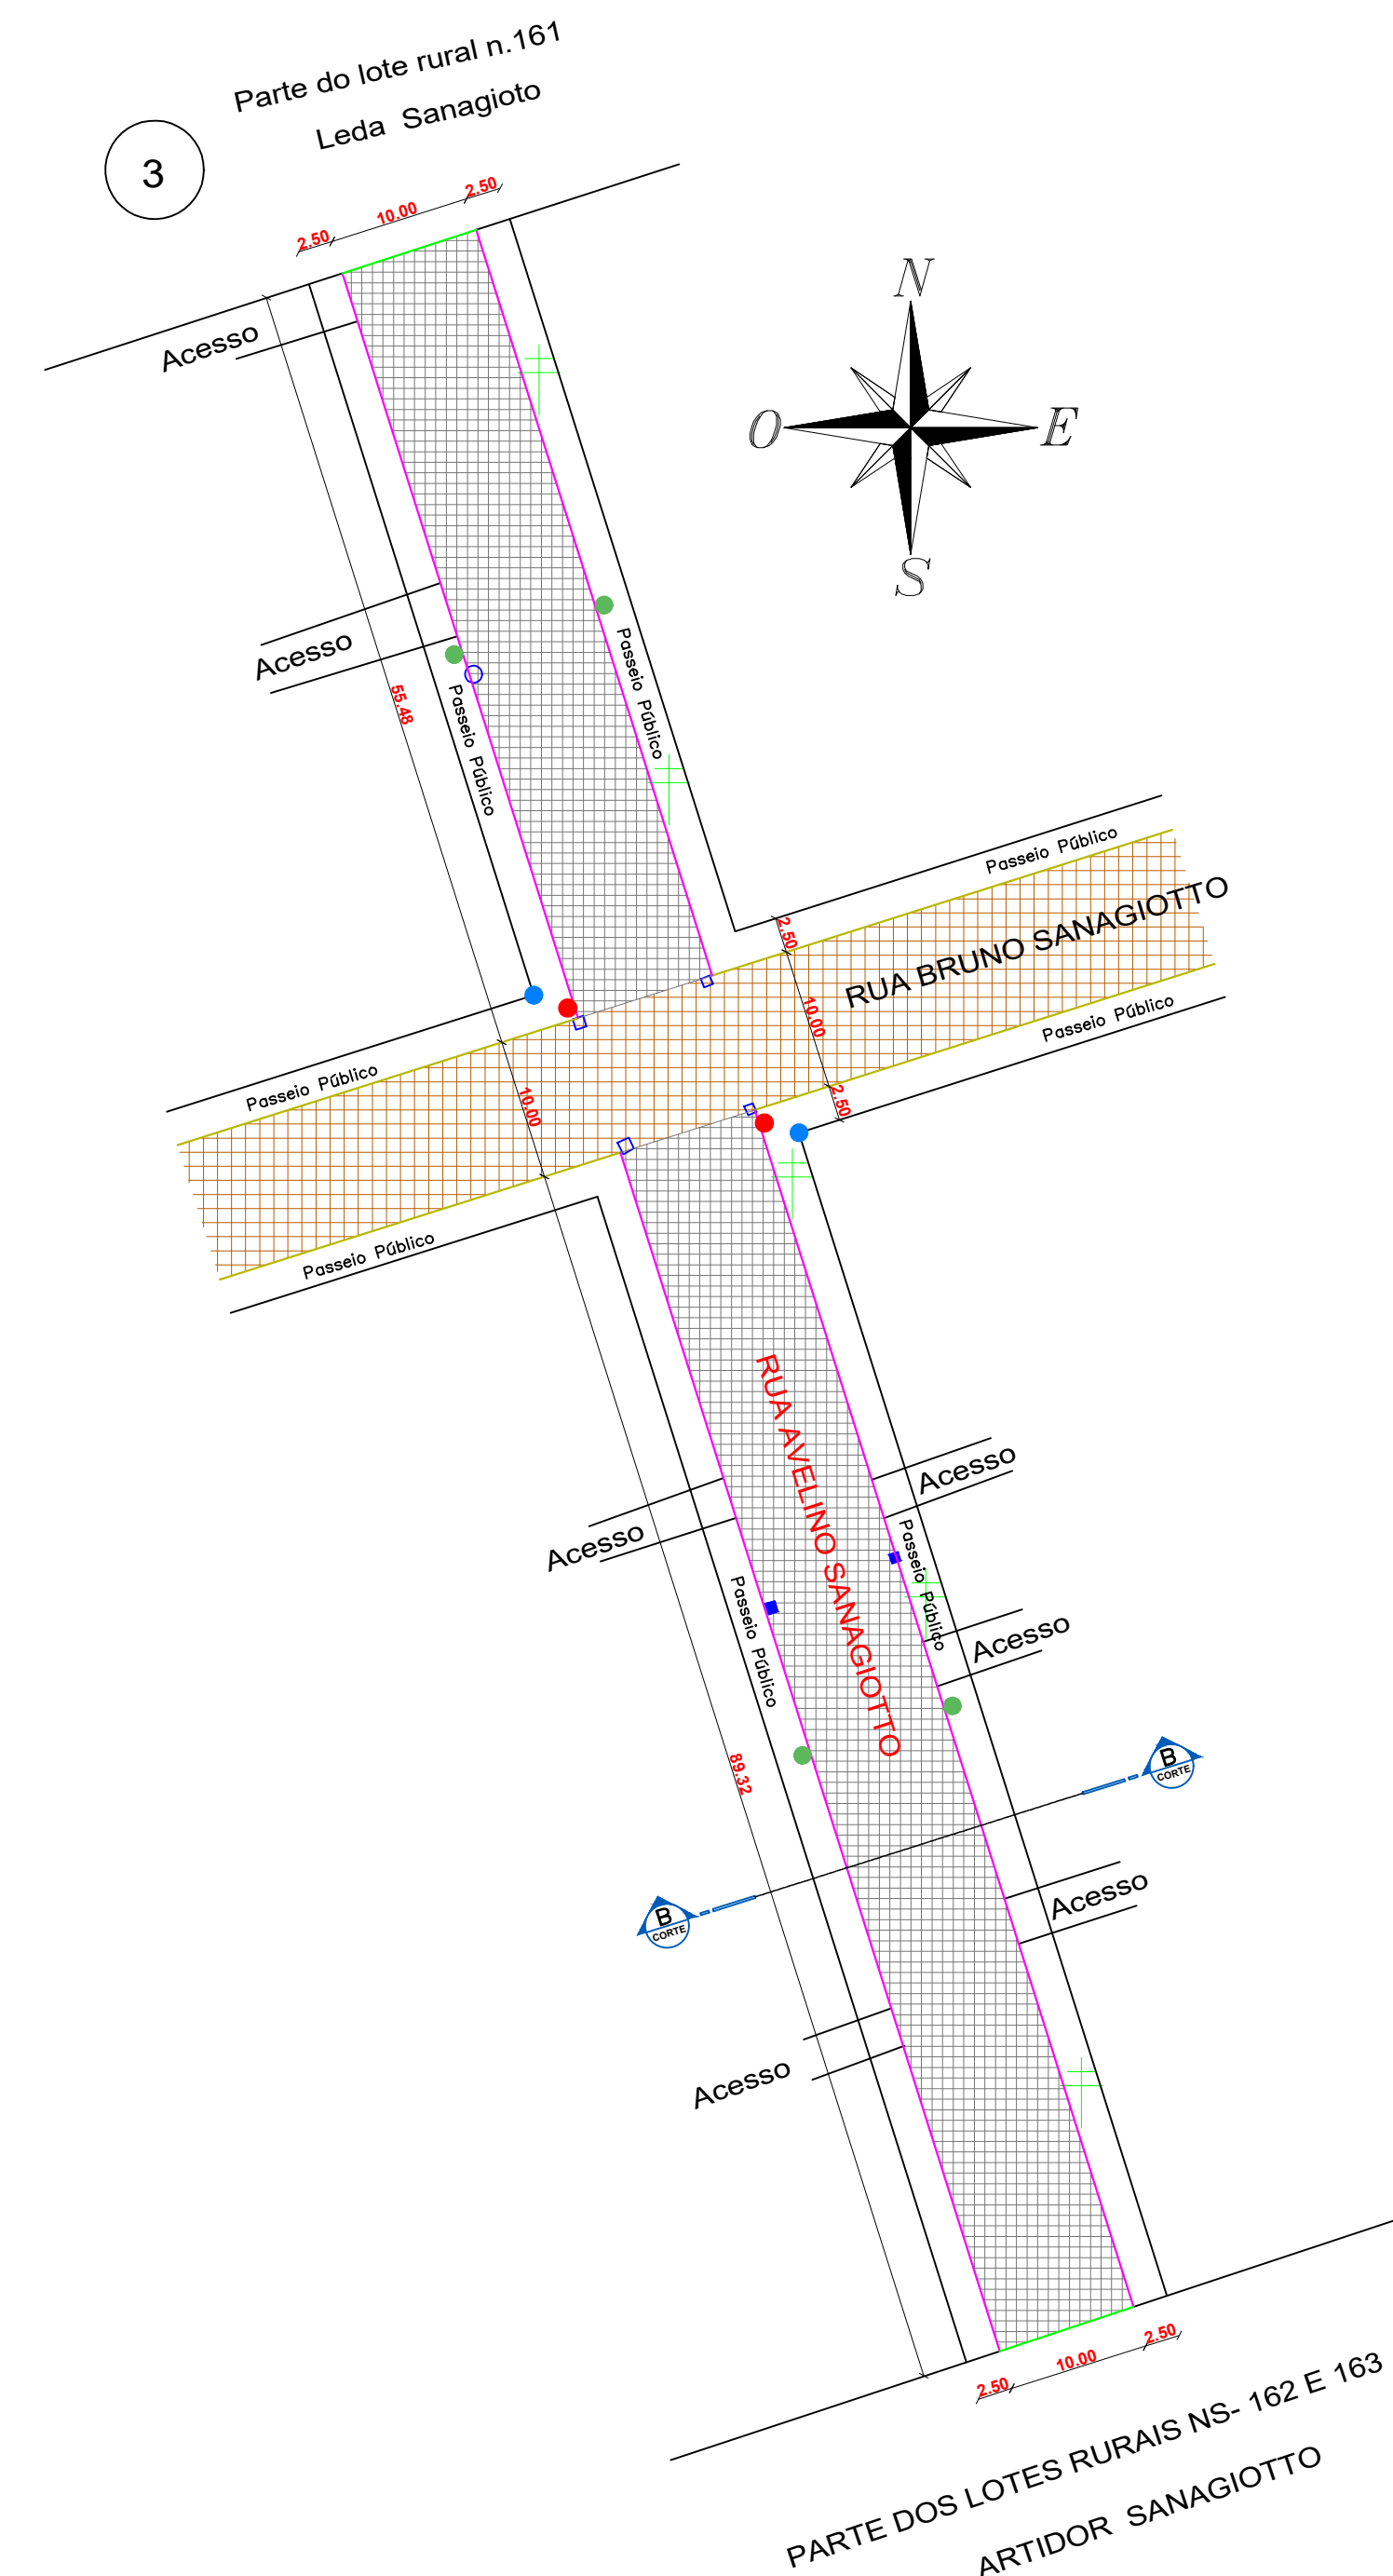 Parte do lote rural n.161
Leda Sanagioto
3
2.50
10.00
2.50
N
O
E
S
Acesso
Acesso
55.48
Passeio Público
Passeio Público
Passeio Público
RUA BRUNO SANAGIOTTO
Passeio Público
2.50
10.00
2.50
Passeio Público
10.00
Passeio Público
RUA AVELINO SANAGIOTTO
Acesso
Acesso
Passeio Público
Passeio Público
Acesso
89.32
B
CORTE
B
CORTE
Acesso
Acesso
2.50
10.00
2.50
PARTE DOS LOTES RURAIS NS- 162 E 163
ARTIDOR SANAGIOTTO